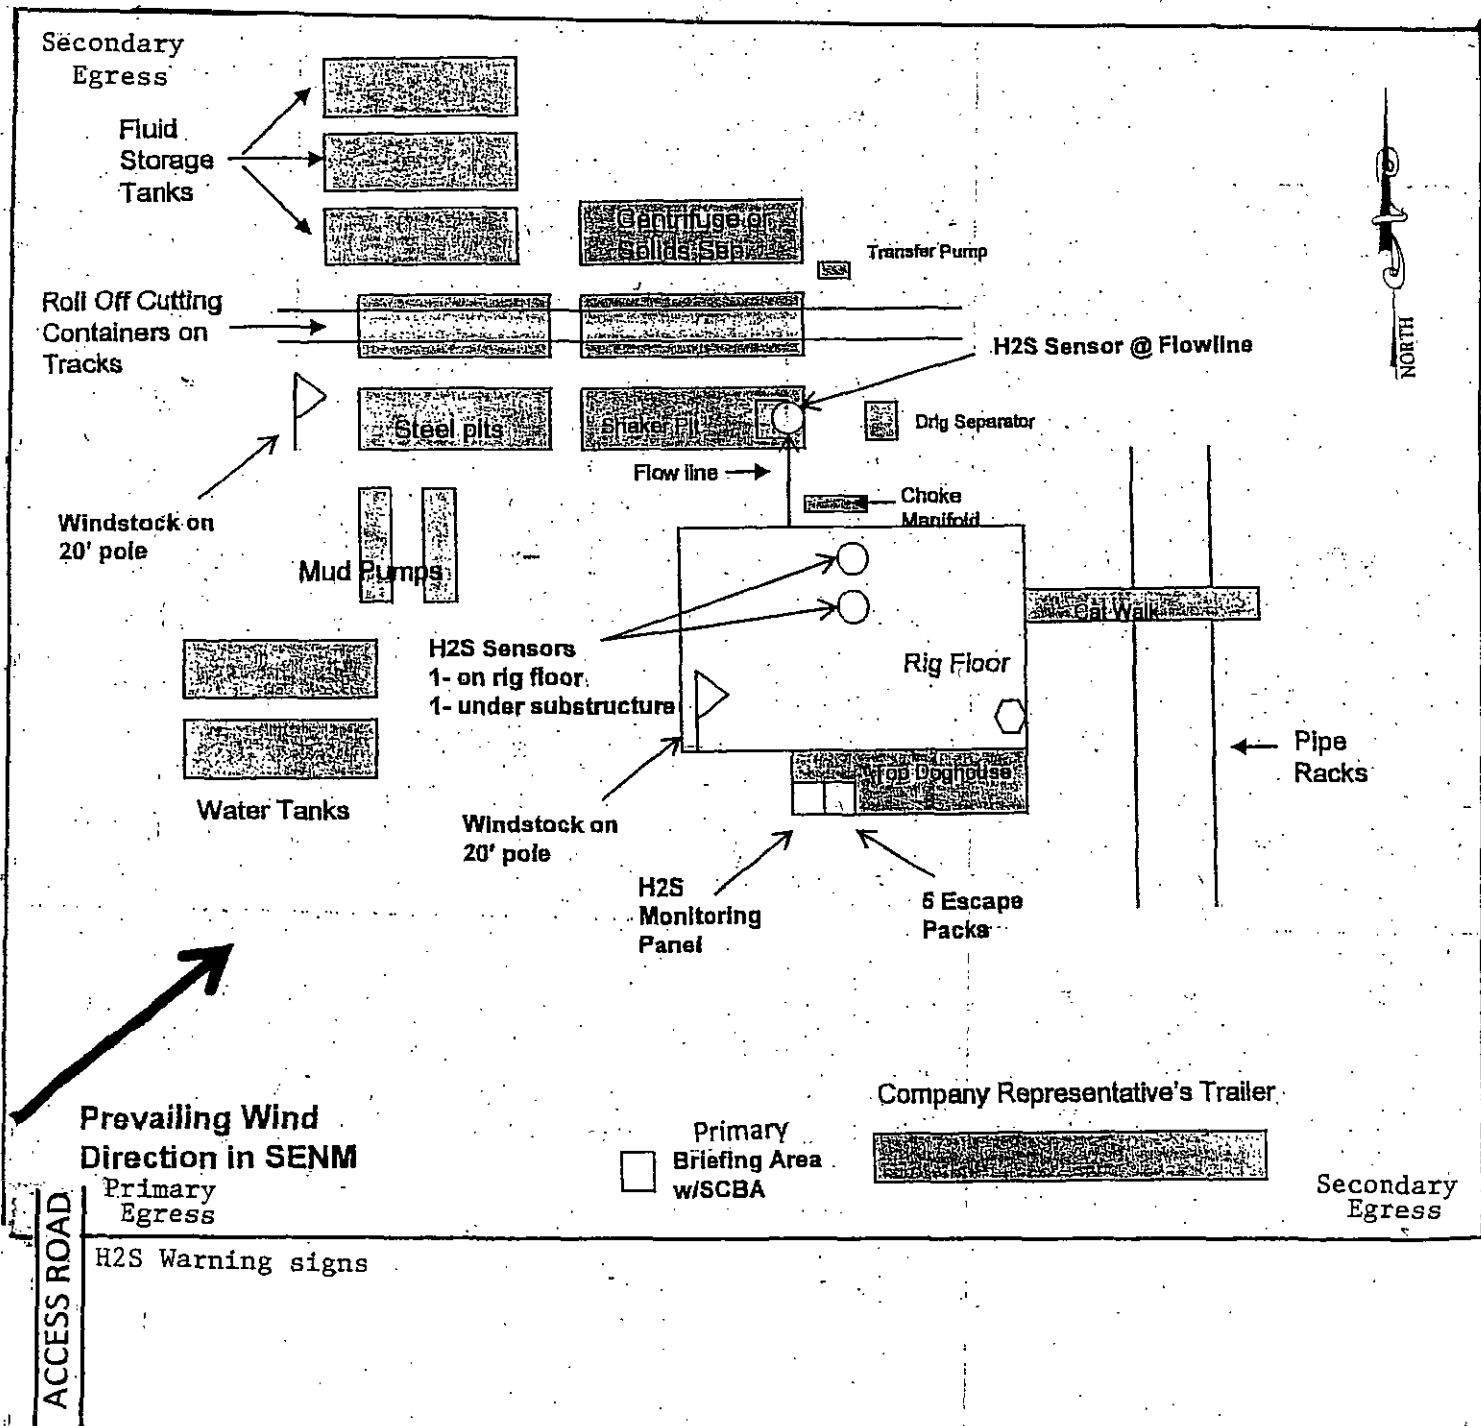 Secondary
Egress
Fluid
Storage
Tanks
Centrifuge or
Solids Sep
Transfer Pump
Roll Off Cutting
Containers on
Tracks
H2S Sensor @ Flowline
NORTH
Steel pits
Shaker Pit
Drlg Separator
Flow line
Choke
Manifold
Windstock on
20' pole
Mud Pumps
Cat Walk
H2S Sensors
1- on rig floor
1- under substructure
Rig Floor
Pipe
Racks
Top Doghouse
Water Tanks
Windstock on
20' pole
H2S
Monitoring
Panel
Escape
Packs
Prevailing Wind
Direction in SENM
Primary
Egress
Company Representative's Trailer
Primary
Briefing Area
w/SCBA
Secondary
Egress
ACCESS ROAD
H2S Warning signs